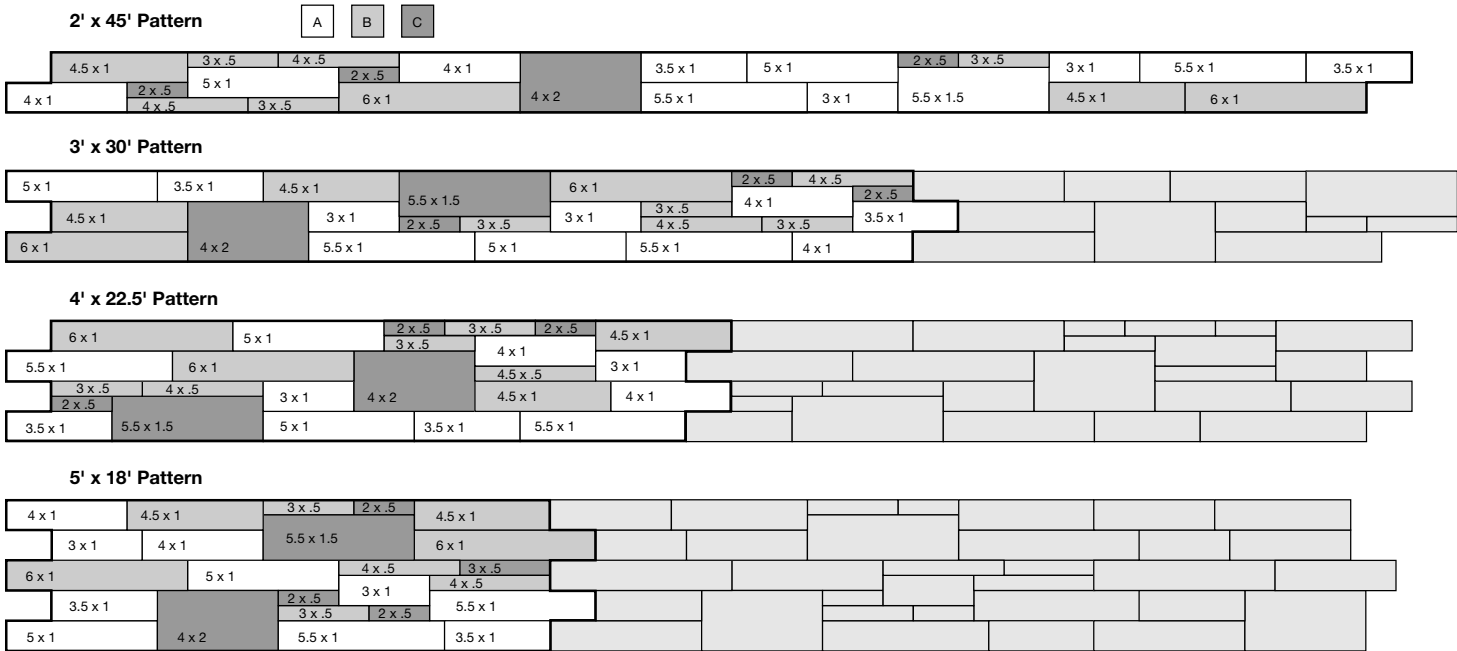 2' x 45' Pattern
A B C
4.5 x 1 3 x .5 4 x .5 4 x 1 3.5 x 1 5 x 1 2 x .5 3 x .5 3 x 1 5.5 x 1 3.5 x 1
5 x 1 2 x .5
4 x 1 2 x .5 6 x 1 4 x 2 5.5 x 1 3 x 1 5.5 x 1.5 4.5 x 1 6 x 1
4 x .5 3 x .5
3' x 30' Pattern
5 x 1 3.5 x 1 4.5 x 1 5.5 x 1.5 6 x 1 2 x .5 4 x .5
4 x 1 2 x .5
4.5 x 1 3 x 1 3 x 1 3 x .5 3.5 x 1
2 x .5 3 x .5 4 x .5 3 x .5
6 x 1 4 x 2 5.5 x 1 5 x 1 5.5 x 1 4 x 1
4' x 22.5' Pattern
6 x 1 5 x 1 2 x .5 3 x .5 2 x .5 4.5 x 1
3 x .5 4 x 1
5.5 x 1 6 x 1 3 x 1
4.5 x .5
3 x .5 4 x .5 3 x 1 4 x 2 4.5 x 1 4 x 1
2 x .5
3.5 x 1 5.5 x 1.5 5 x 1 3.5 x 1 5.5 x 1
5' x 18' Pattern
4 x 1 4.5 x 1 3 x .5 2 x .5 4.5 x 1
3 x 1 4 x 1 5.5 x 1.5 6 x 1
6 x 1 5 x 1 4 x .5 3 x .5
3 x 1 4 x .5
3.5 x 1 2 x .5 5.5 x 1
3 x .5 2 x .5
5 x 1 4 x 2 5.5 x 1 3.5 x 1